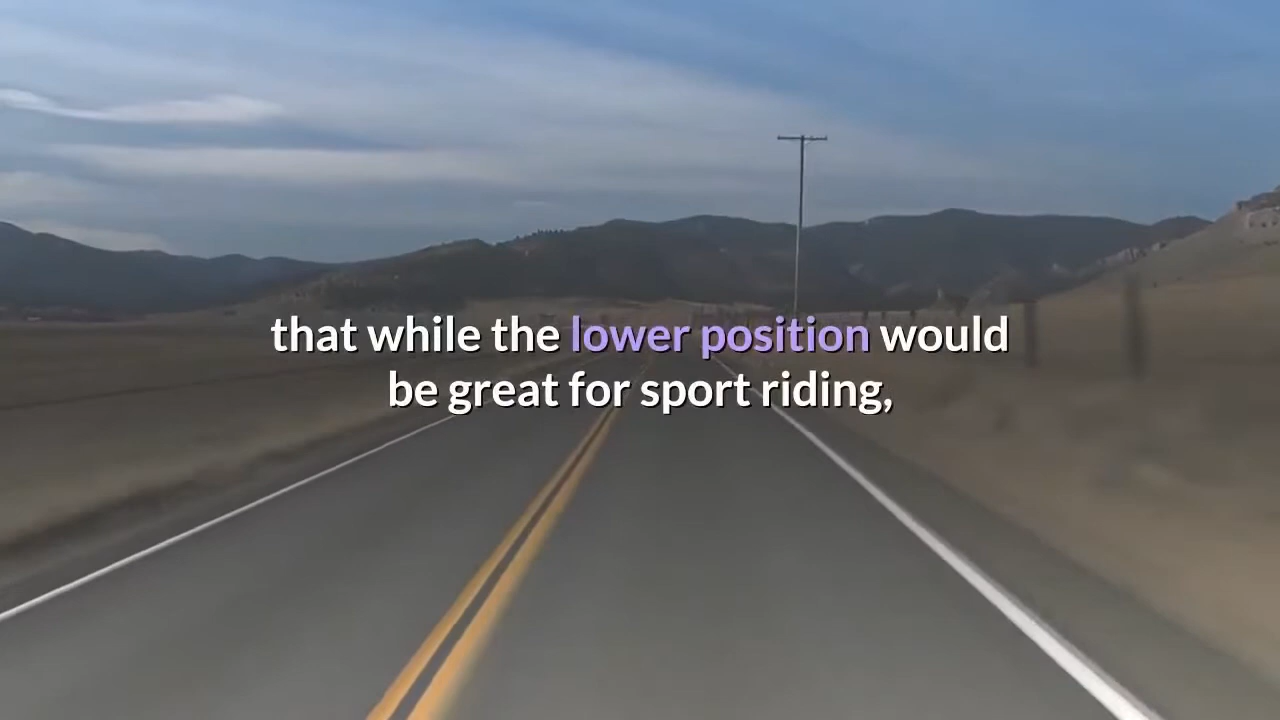 that while the lower position would
be great for sport riding,